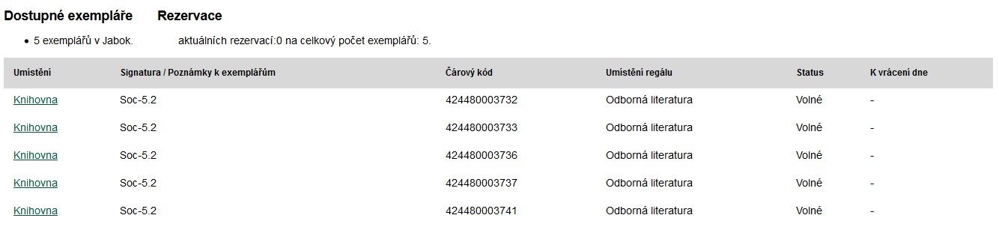 Dostupné exempláře Rezervace
• 5 exemplářů v Jabok. aktuálních rezervací:0 na celkový počet exemplářů: 5.
Umístění Signatura / Poznámky k exemplářům Čárový kód Umístění regálu Status K vrácení dne
Knihovna Soc-5.2 424480003732 Odborná literatura Volné -
Knihovna Soc-5.2 424480003733 Odborná literatura Volné -
Knihovna Soc-5.2 424480003736 Odborná literatura Volné -
Knihovna Soc-5.2 424480003737 Odborná literatura Volné -
Knihovna Soc-5.2 424480003741 Odborná literatura Volné -